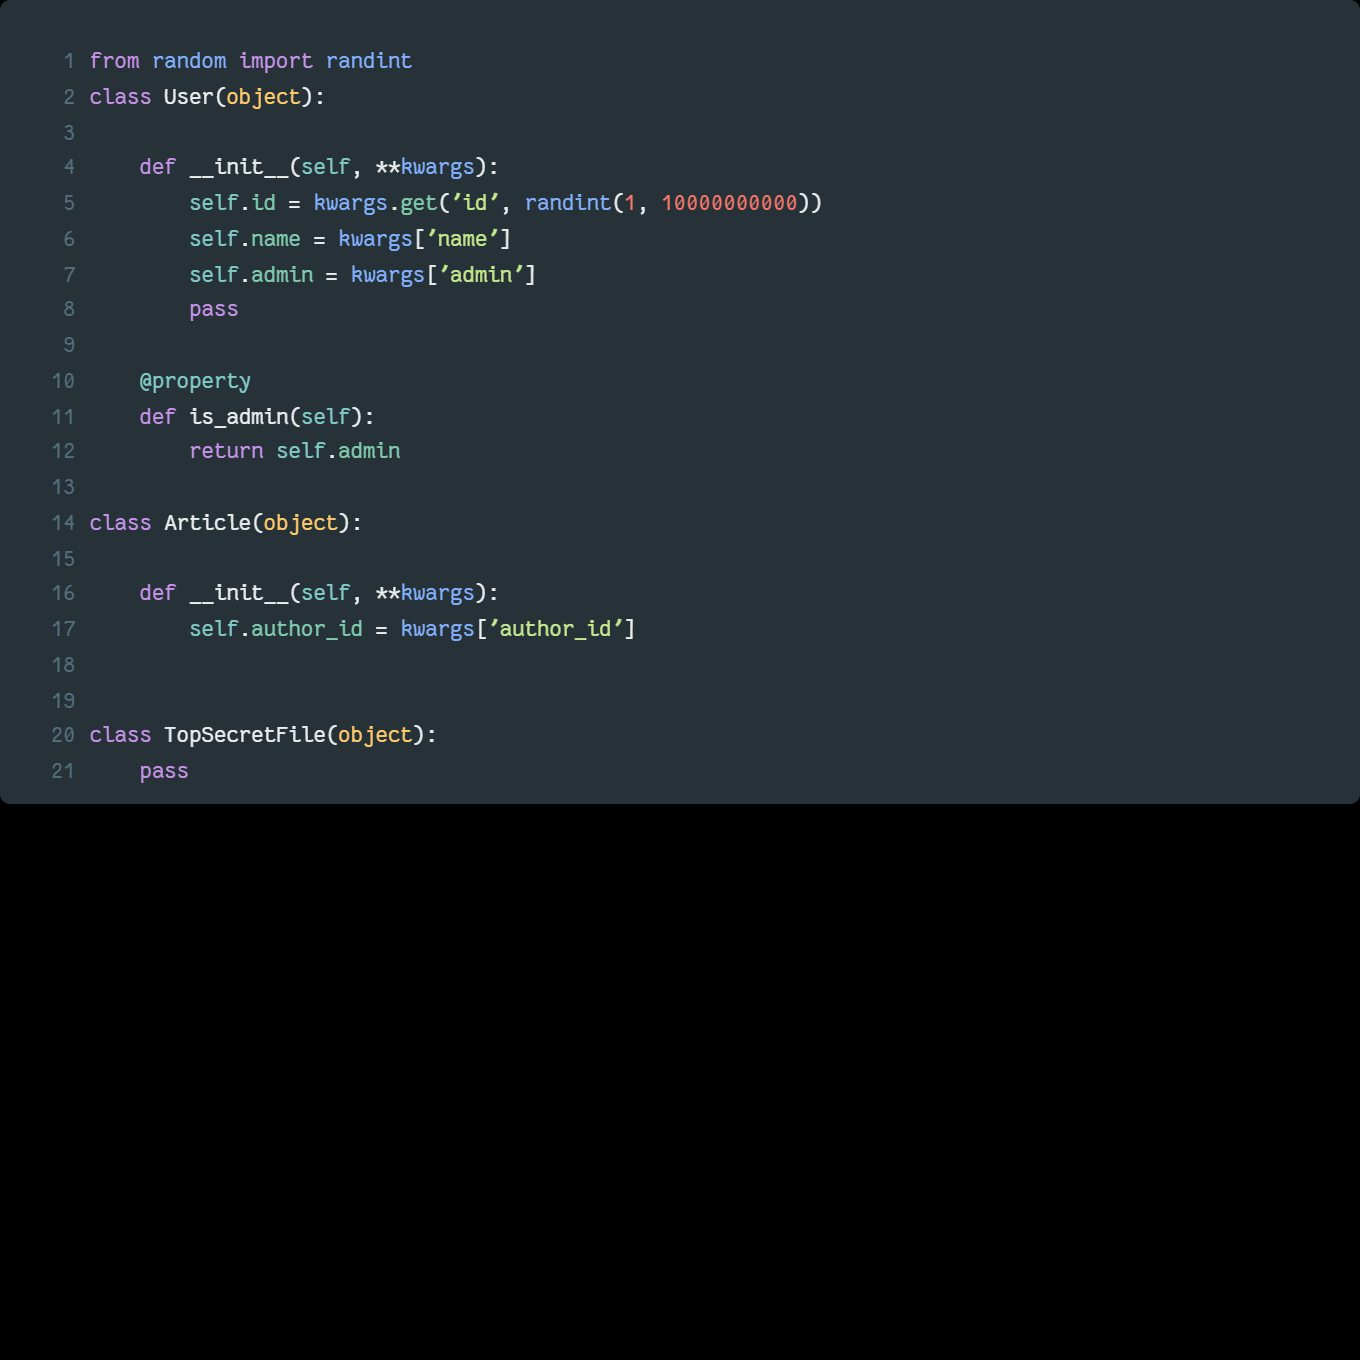 1 from random import randint
2 class User(object):
3
4     def __init__(self, **kwargs):
5         self.id = kwargs.get('id', randint(1, 10000000000))
6         self.name = kwargs['name']
7         self.admin = kwargs['admin']
8         pass
9
10     @property
11     def is_admin(self):
12         return self.admin
13
14 class Article(object):
15
16     def __init__(self, **kwargs):
17         self.author_id = kwargs['author_id']
18
19
20 class TopSecretFile(object):
21     pass